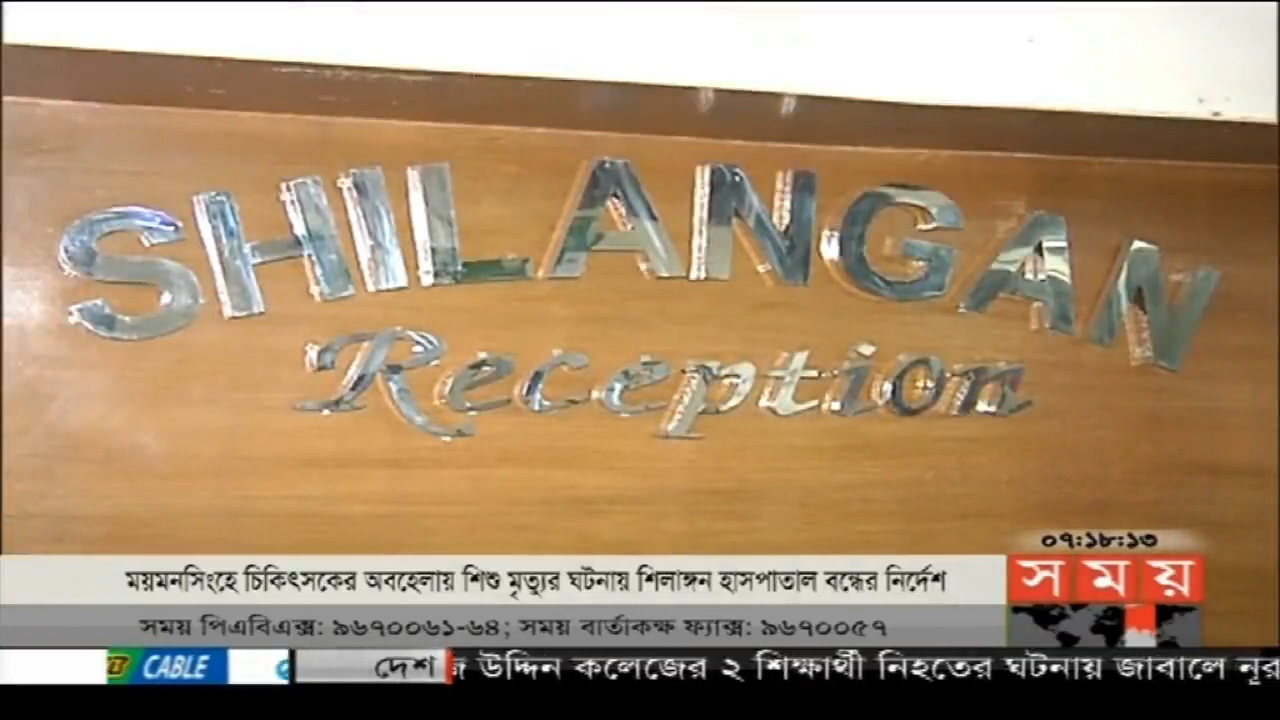 SHILANGAN
Reception
০৭:১৮:১৩
ময়মনসিংহে চিকিৎসকের অবহেলায় শিশু মৃত্যুর ঘটনায় শিলাঙ্গন হাসপাতাল বন্ধের নির্দেশ
সময়
সময় পিএবিএক্স: ৯৬৭০০৬১-৬৪; সময় বার্তাকক্ষ ফ্যাক্স: ৯৬৭০০৫৭
CABLE
দেশ
উদ্দিন কলেজের ২ শিক্ষার্থী নিহতের ঘটনায় জাবালে নূর